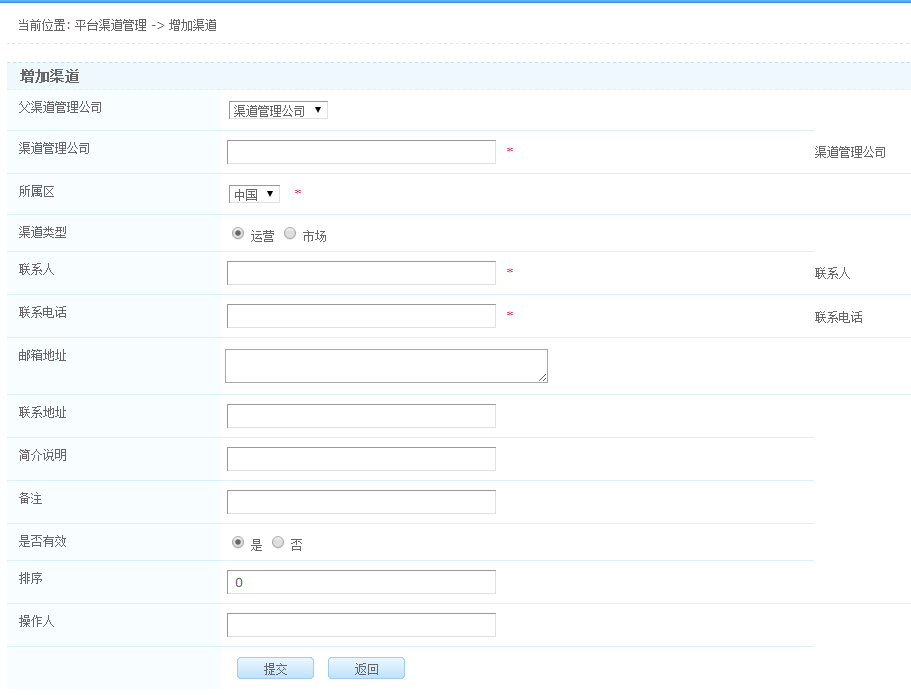 当前位置: 平台渠道管理 -> 增加渠道
增加渠道
父渠道管理公司 渠道管理公司 ▼
渠道管理公司 * 渠道管理公司
所属区 中国 ▼ *
渠道类型 运营 市场
联系人 * 联系人
联系电话 * 联系电话
邮箱地址
联系地址
简介说明
备注
是否有效 是 否
排序 0
操作人
提交 返回